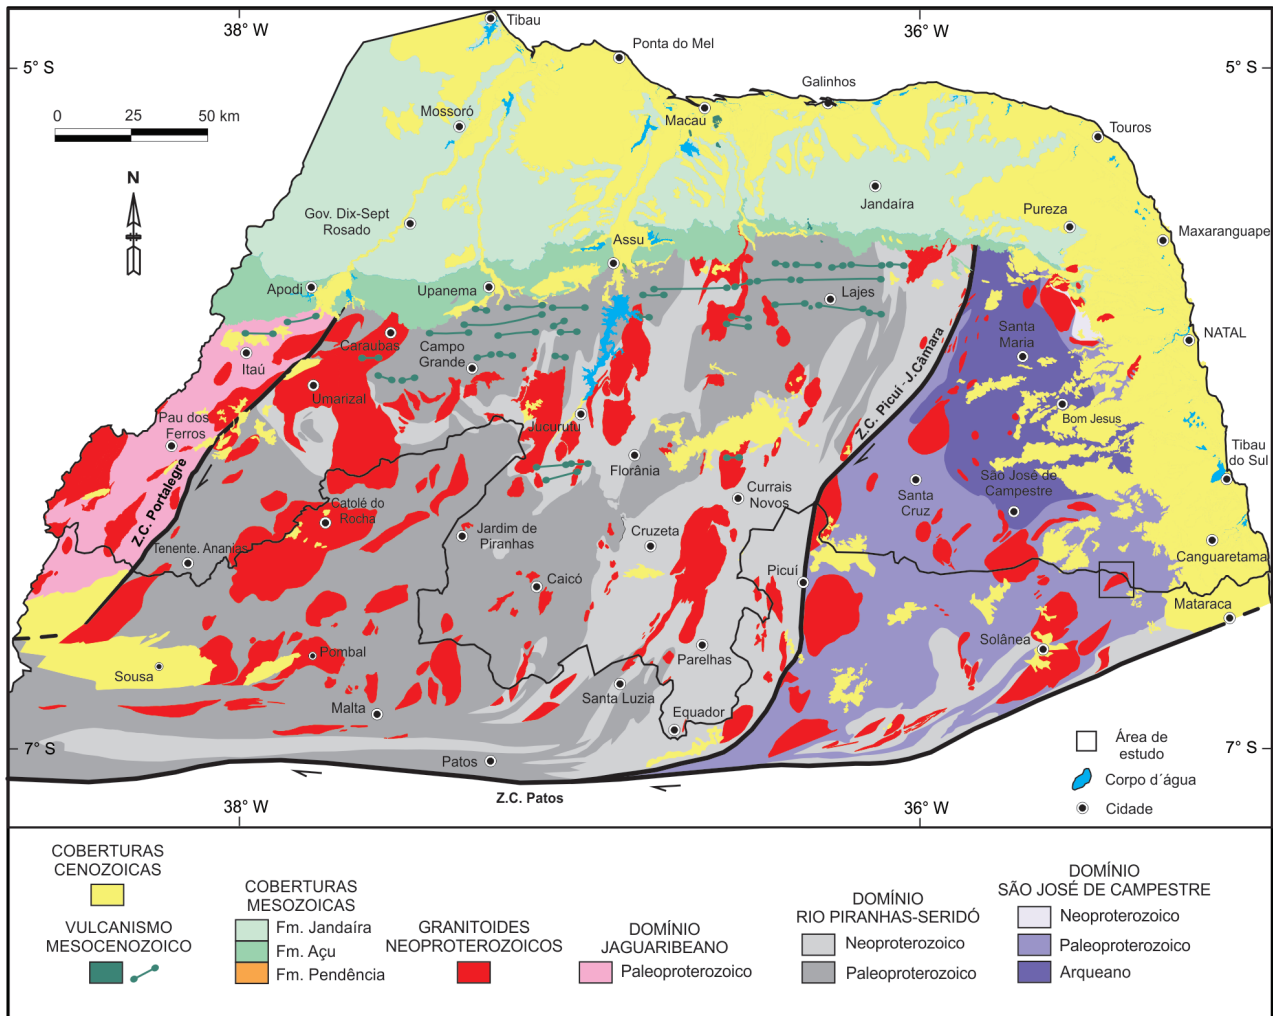 38° W
36° W
5° S
5° S
0
25
50 km
N
Tibau
Ponta do Mel
Galinhos
Mossoró
Macau
Touros
Jandaíra
Gov. Dix-Sept
Rosado
Pureza
Maxaranguape
Assu
Apodi
Upanema
Lajes
Santa
Maria
NATAL
Caraubas
Campo
Grande
Itaú
Umarizal
Z.C. Picuí - J.Câmara
Pau dos
Ferros
Jucurutu
Bom Jesus
Florânia
Tibau
do Sul
Z.C. Portalegre
Currais
Novos
Santa
Cruz
São José de
Campestre
Catolé do
Rocha
Jardim de
Piranhas
Cruzeta
Tenente. Ananias
Canguaretama
Caicó
Picuí
Mataraca
Solânea
Pombal
Parelhas
Sousa
Santa Luzia
Malta
Equador
7° S
7° S
Patos
Z.C. Patos
38° W
36° W
Área de
estudo
Corpo d´água
Cidade
COBERTURAS
CENOZOICAS
VULCANISMO
MESOCENOZOICO
COBERTURAS
MESOZOICAS
Fm. Jandaíra
Fm. Açu
Fm. Pendência
GRANITOIDES
NEOPROTEROZOICOS
DOMÍNIO
JAGUARIBEANO
Paleoproterozoico
DOMÍNIO
RIO PIRANHAS-SERIDÓ
Neoproterozoico
Paleoproterozoico
DOMÍNIO
SÃO JOSÉ DE CAMPESTRE
Neoproterozoico
Paleoproterozoico
Arqueano